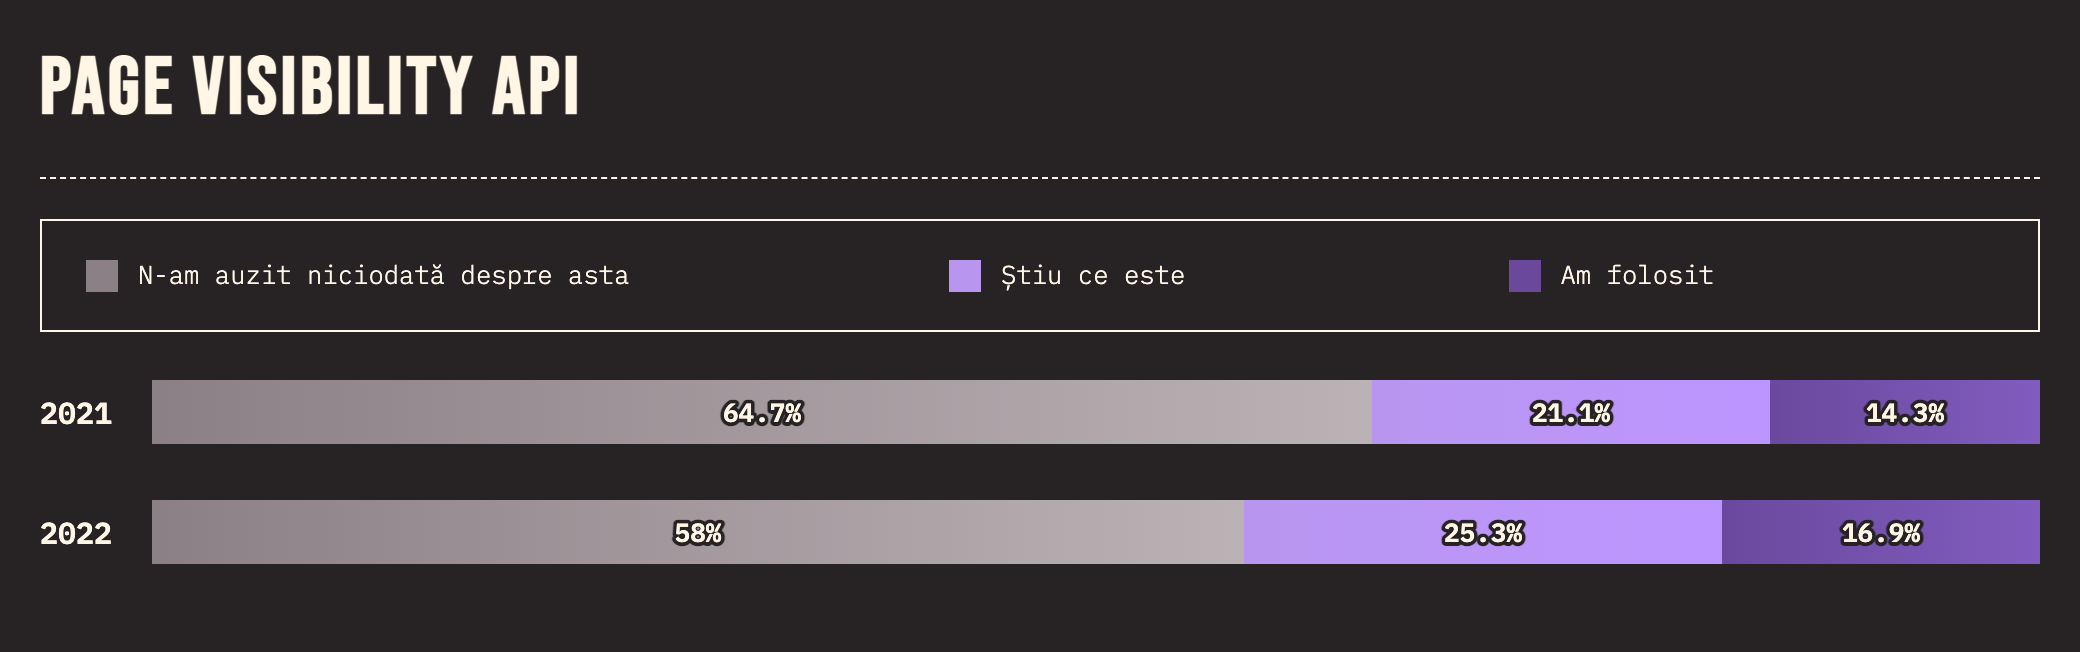 PAGE VISIBILITY API
N-am auzit niciodată despre asta Știu ce este Am folosit
2021 64.7% 21.1% 14.3%
2022 58% 25.3% 16.9%